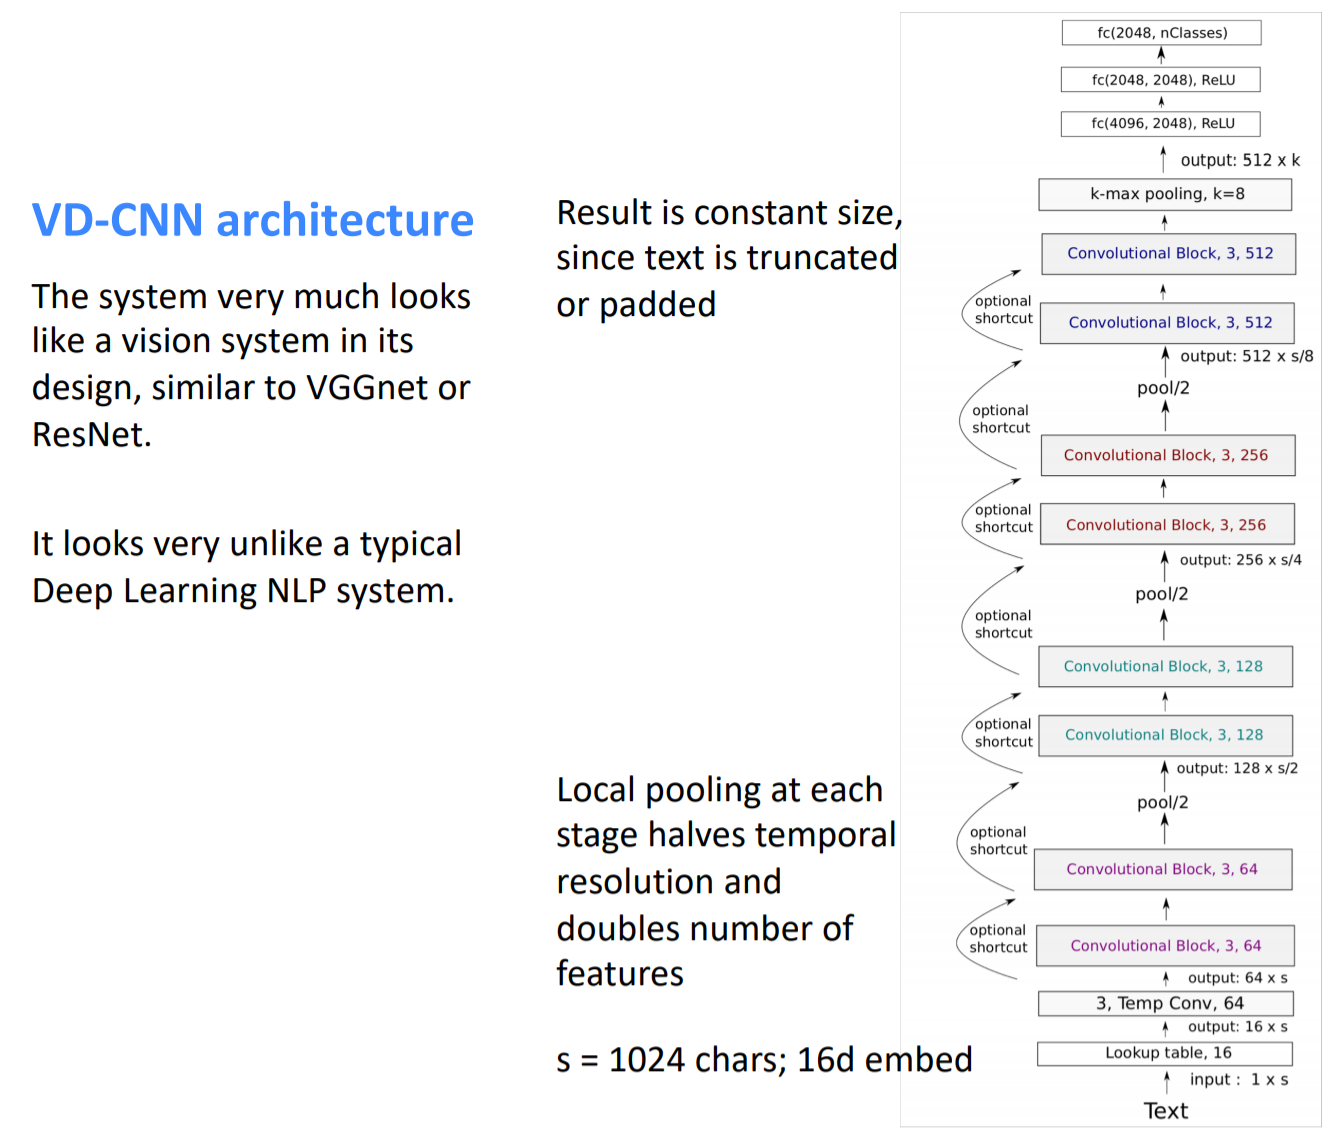 VD-CNN architecture
The system very much looks
like a vision system in its
design, similar to VGGnet or
ResNet.
It looks very unlike a typical
Deep Learning NLP system.
Result is constant size,
since text is truncated
or padded
Local pooling at each
stage halves temporal
resolution and
doubles number of
features
s = 1024 chars; 16d embed
fc(2048, nClasses)
fc(2048, 2048), ReLU
fc(4096, 2048), ReLU
output: 512 x k
k-max pooling, k=8
Convolutional Block, 3, 512
optional
shortcut
Convolutional Block, 3, 512
output: 512 x s/8
pool/2
optional
shortcut
Convolutional Block, 3, 256
optional
shortcut
Convolutional Block, 3, 256
output: 256 x s/4
pool/2
optional
shortcut
Convolutional Block, 3, 128
optional
shortcut
Convolutional Block, 3, 128
output: 128 x s/2
pool/2
optional
shortcut
Convolutional Block, 3, 64
optional
shortcut
Convolutional Block, 3, 64
output: 64 x s
3, Temp Conv, 64
output: 16 x s
Lookup table, 16
input : 1 x s
Text